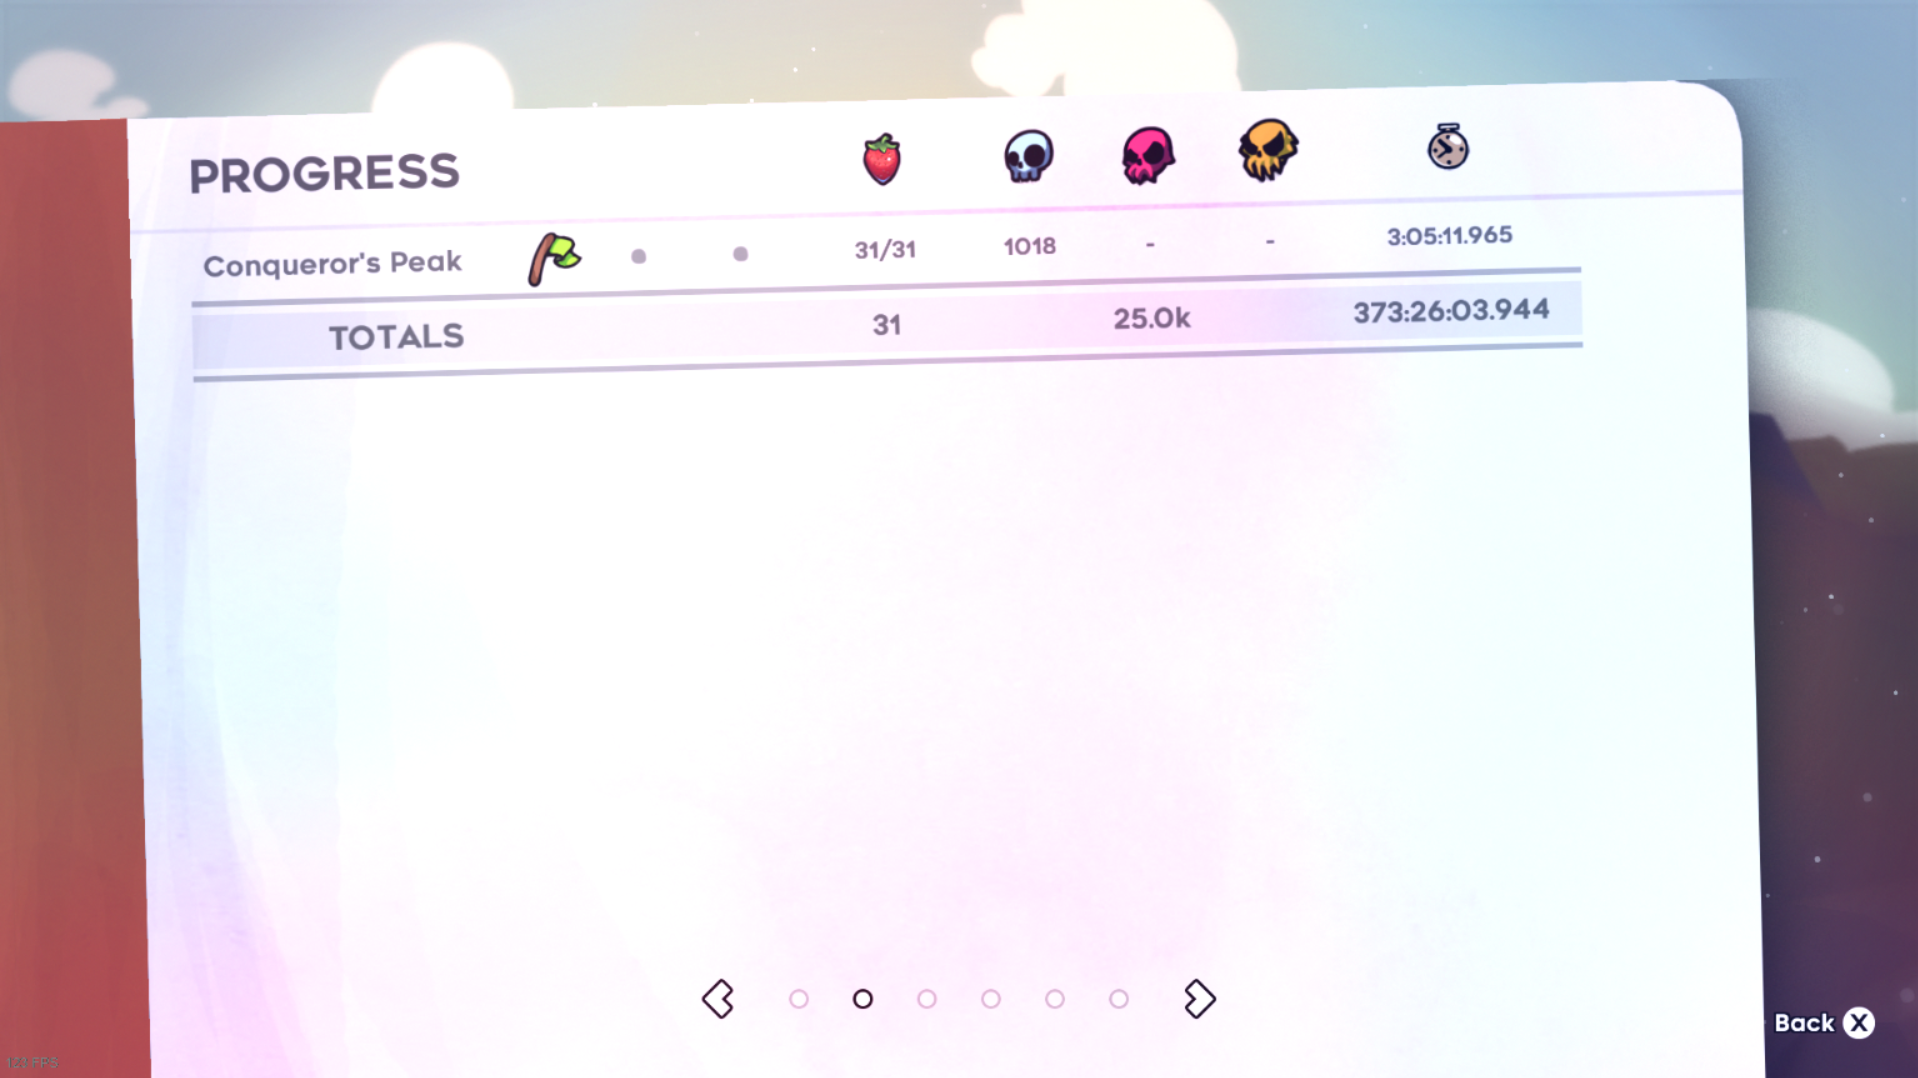 PROGRESS
Conqueror's Peak 31/31 1018 - - 3:05:11.965
TOTALS 31 25.0k 373:26:03.944
Back X